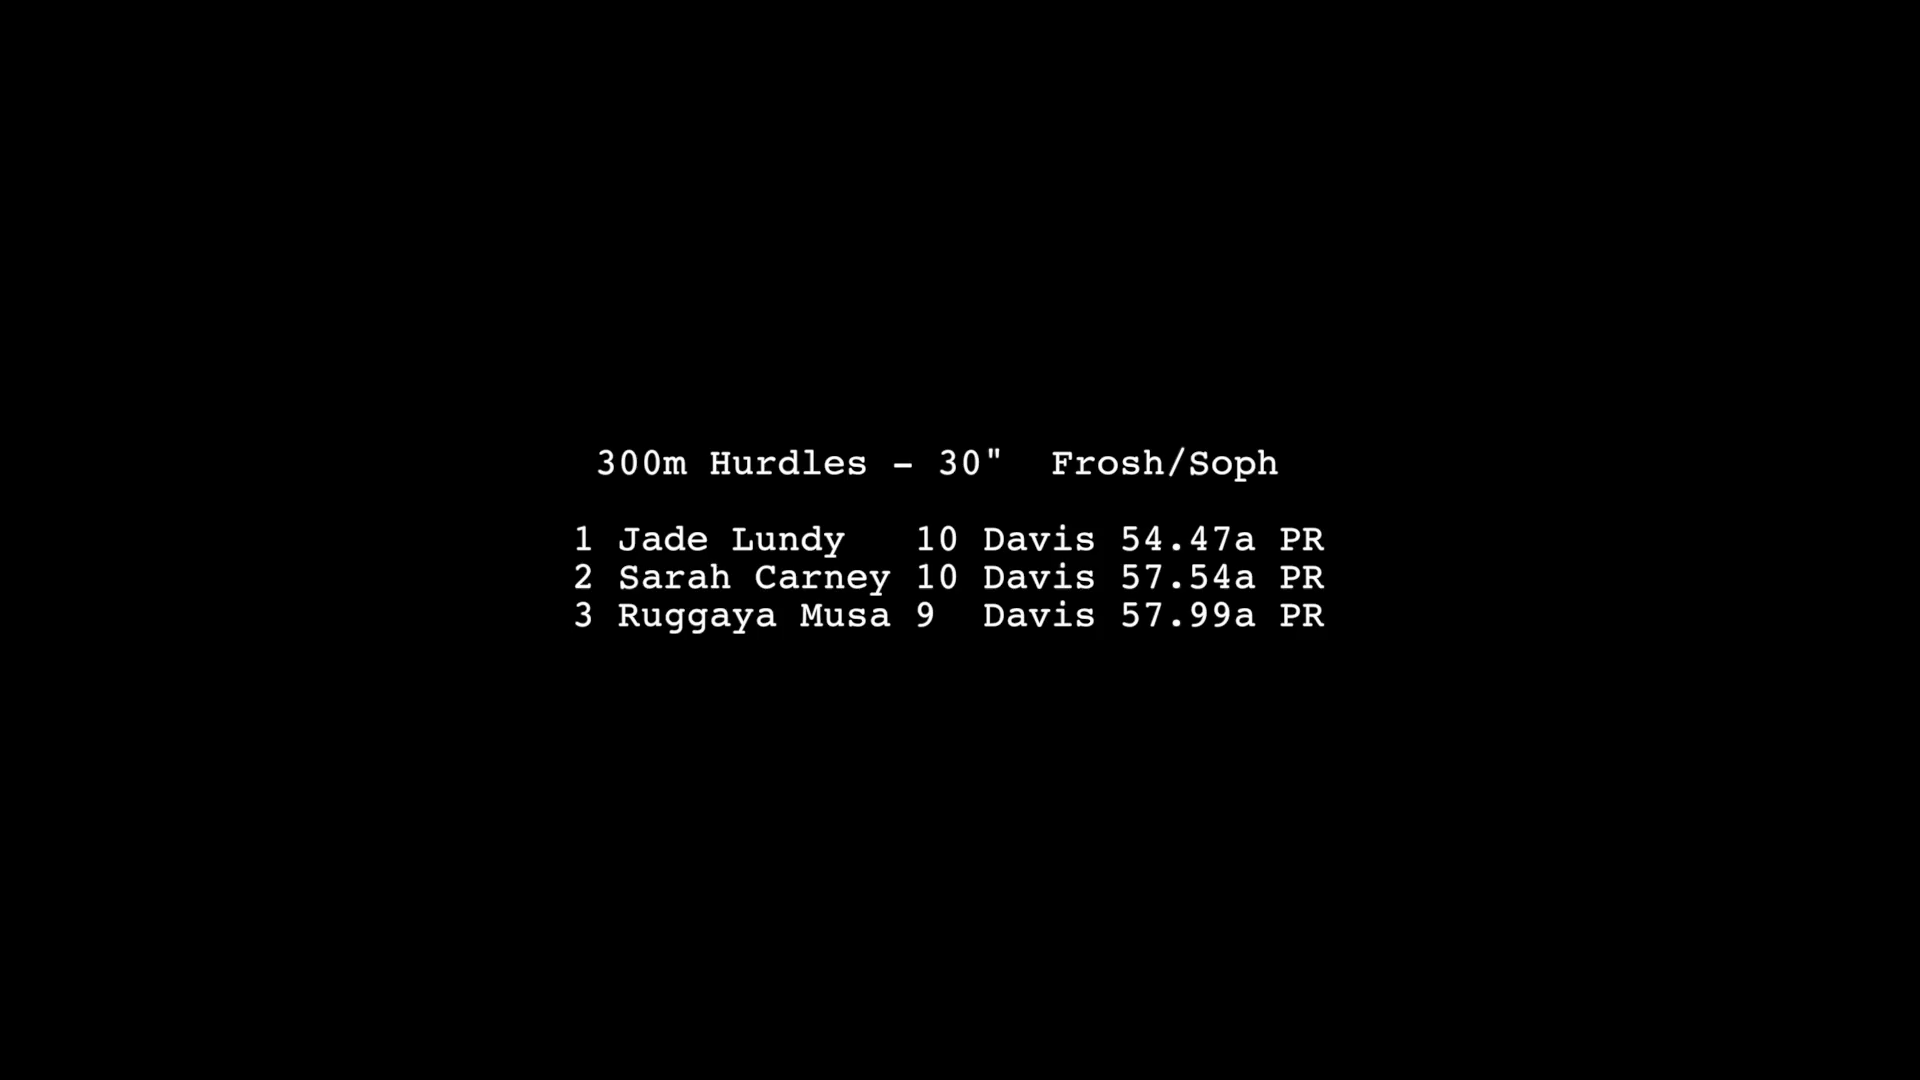 300m Hurdles - 30"  Frosh/Soph
1 Jade Lundy   10 Davis 54.47a PR
2 Sarah Carney 10 Davis 57.54a PR
3 Ruggaya Musa 9  Davis 57.99a PR